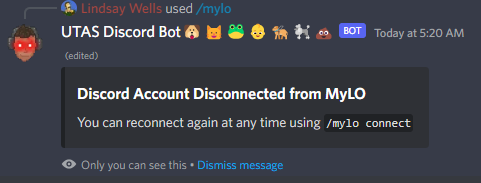 Lindsay Wells used /mylo
UTAS Discord Bot 🐶 🐱 🐸 👴 🐕‍🦺 🐩 💩 BOT Today at 5:20 AM
(edited)
Discord Account Disconnected from MyLO
You can reconnect again at any time using /mylo connect
Only you can see this • Dismiss message